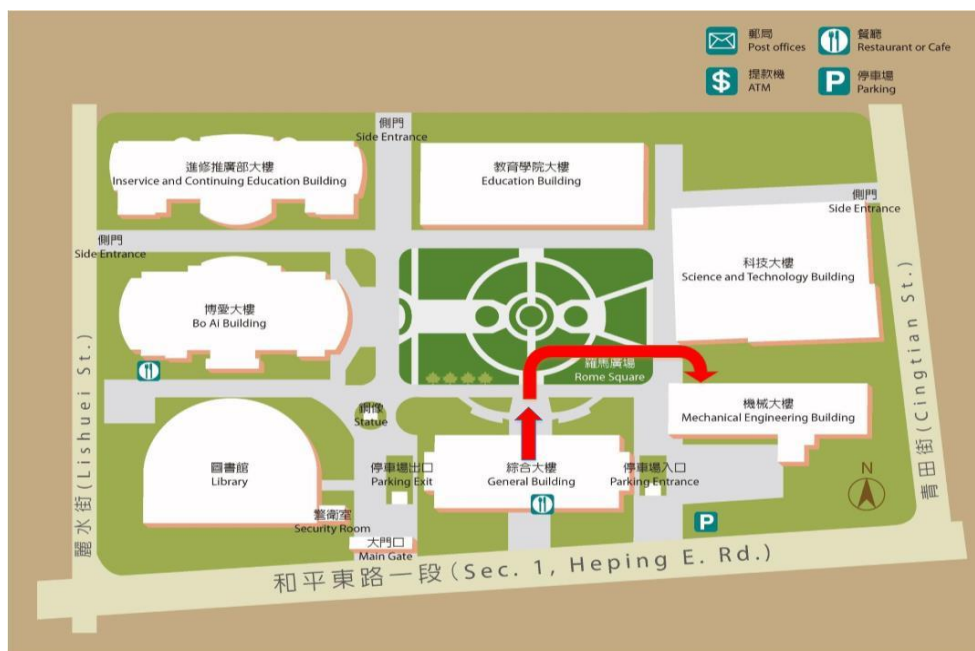 郵局
Post offices
餐廳
Restaurant or Cafe
$
提款機
ATM
P
停車場
Parking
側門
Side Entrance
進修推廣部大樓
Inservice and Continuing Education Building
教育學院大樓
Education Building
側門
Side Entrance
側門
Side Entrance
科技大樓
Science and Technology Building
博愛大樓
Bo Ai Building
羅馬廣場
Rome Square
機械大樓
Mechanical Engineering Building
銅像
Statue
圖書館
Library
停車場出口
Parking Exit
綜合大樓
General Building
停車場入口
Parking Entrance
N
警衛室
Security Room
P
大門口
Main Gate
麗水街(Lishuei St.)
青田街(Cingtian St.)
和平東路一段(Sec. 1, Heping E. Rd.)